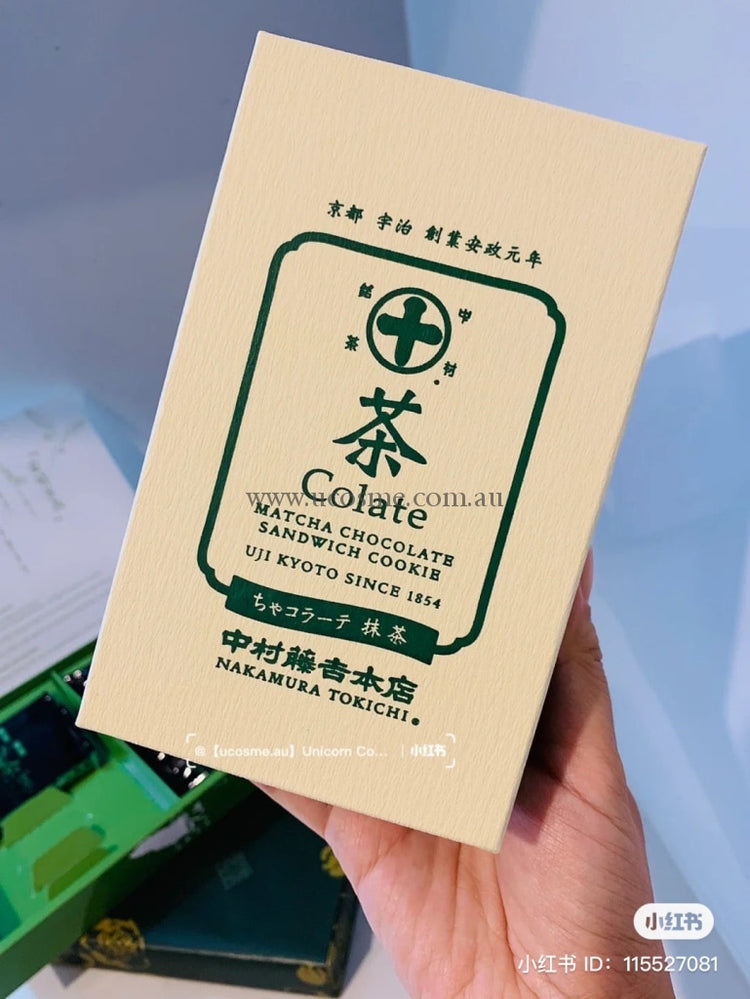 京都 宇治 創業安政元年
中
村
茶
茶
Colate
www.ucosme.com.au
MATCHA CHOCOLATE
SANDWICH COOKIE
UJI KYOTO SINCE 1854
ちゃコラーテ 抹茶
中村藤吉本店
NAKAMURA TOKICHI
@【ucosme.au】Unicorn Co... | 小红书
小红书
小红书 ID: 115527081